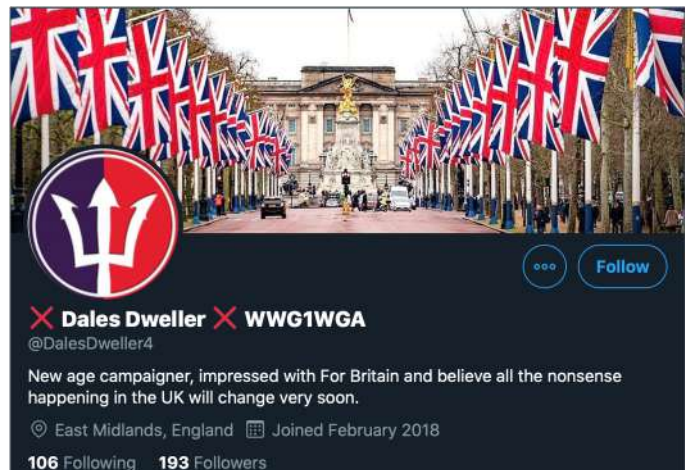 Follow
❌ Dales Dweller ❌ WWG1WGA
@DalesDweller4
New age campaigner, impressed with For Britain and believe all the nonsense
happening in the UK will change very soon.
East Midlands, England Joined February 2018
106 Following 193 Followers